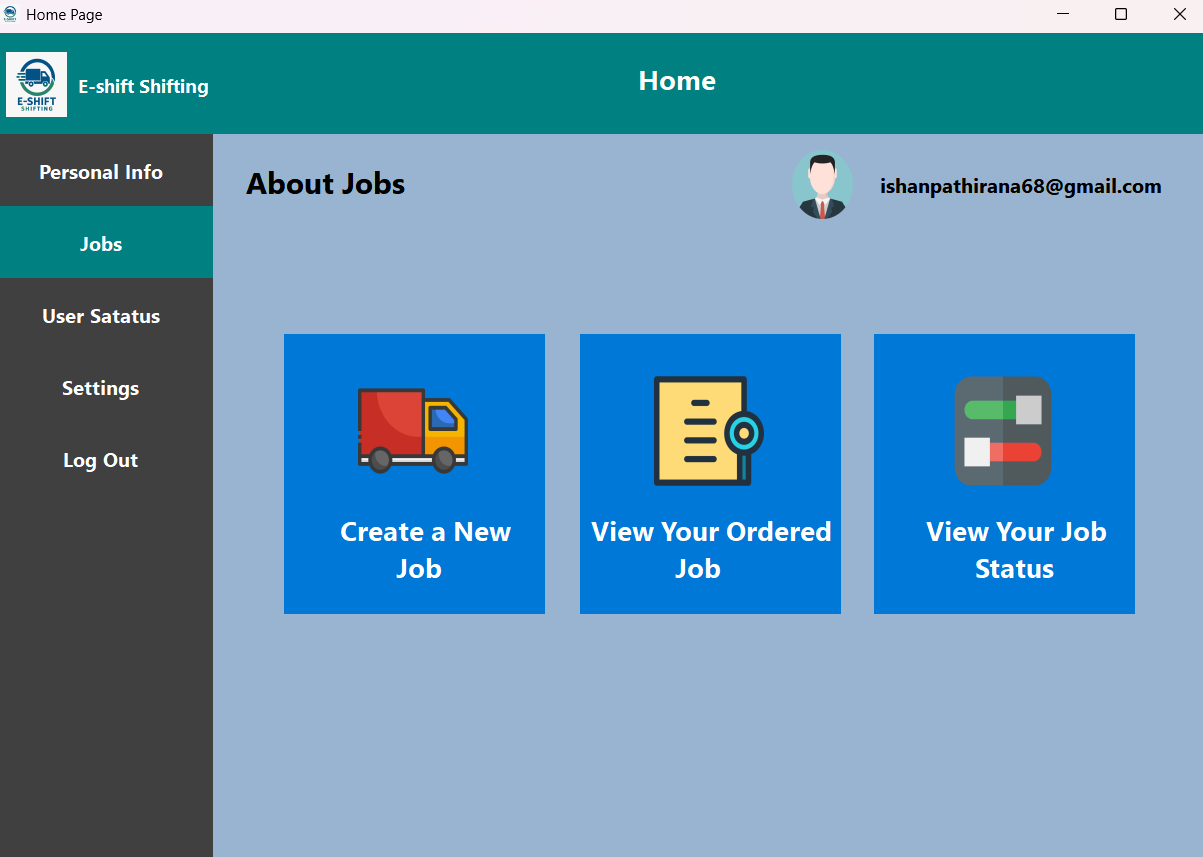 Home Page
E-SHIFT
SHIFTING
E-shift Shifting
Home
Personal Info
Jobs
User Satatus
Settings
Log Out
About Jobs
ishanpathirana68@gmail.com
Create a New
Job
View Your Ordered
Job
View Your Job
Status